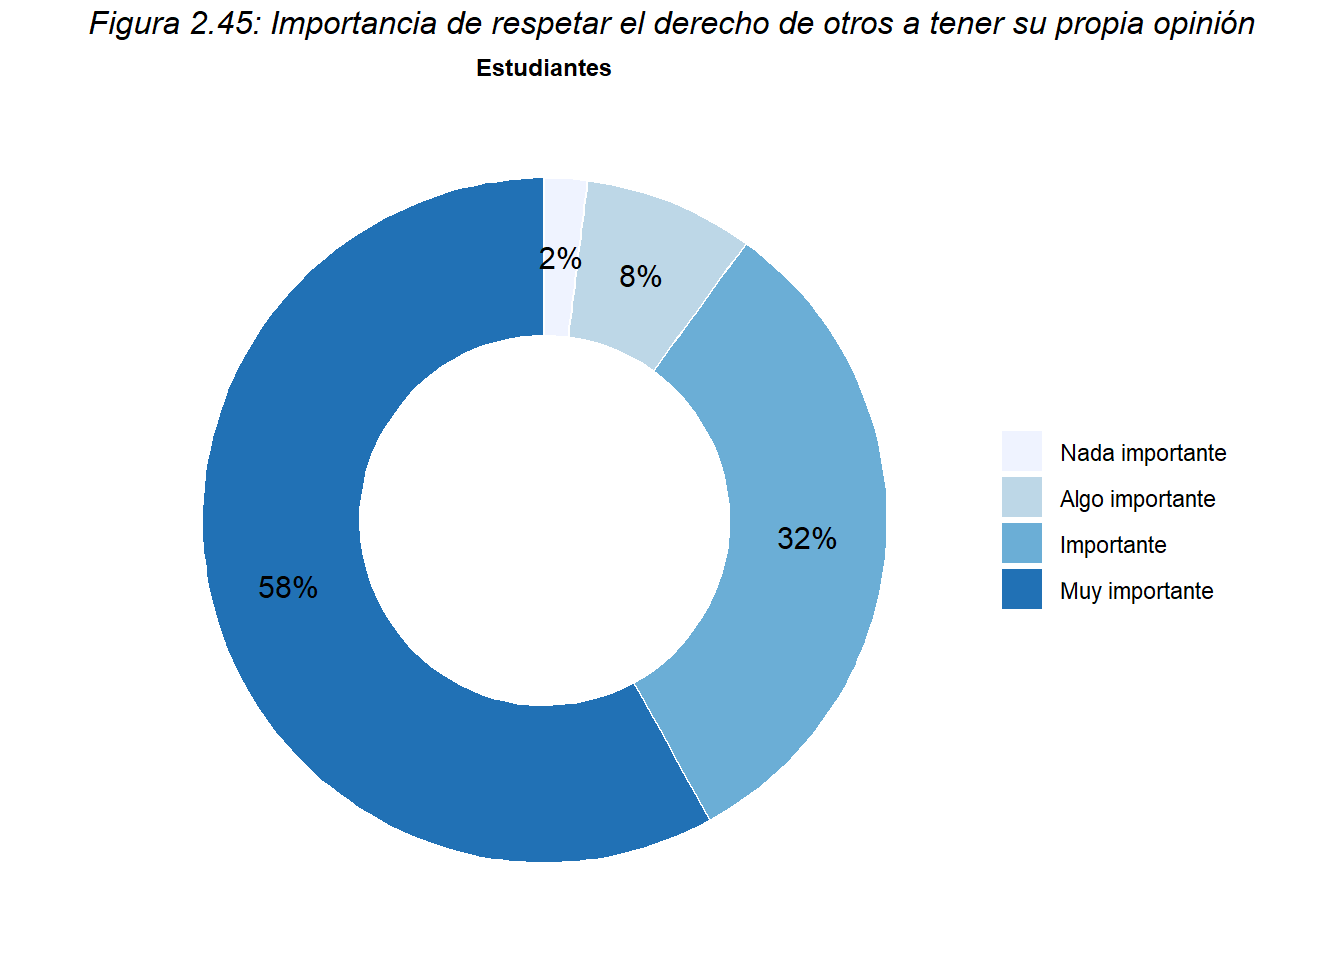 Figura 2.45: Importancia de respetar el derecho de otros a tener su propia opinión
Estudiantes
2%
8%
32%
58%
Nada importante
Algo importante
Importante
Muy importante